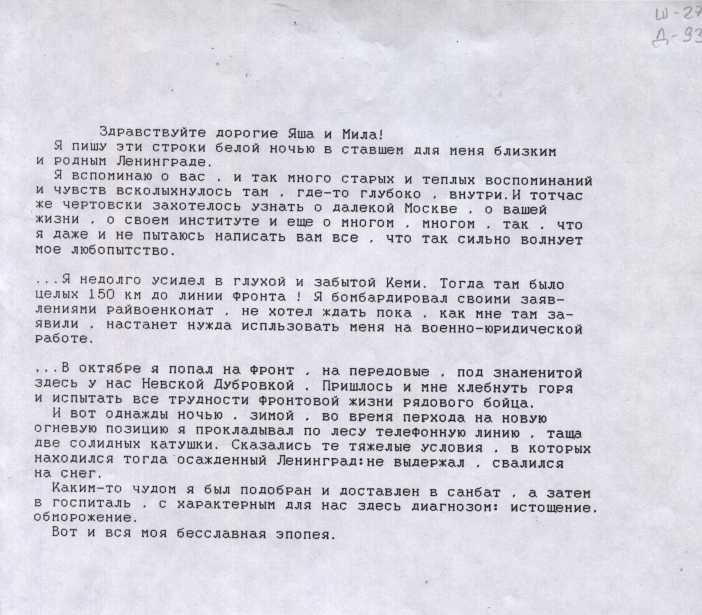 Ш-27
Д-93
Здравствуйте дорогие Яша и Мила!
Я пишу эти строки белой ночью в ставшем для меня близким
и родным Ленинграде.
Я вспоминаю о вас , и так много старых и теплых воспоминаний
и чувств всколыхнулось там , где-то глубоко , внутри.И тотчас
же чертовски захотелось узнать о далекой Москве , о вашей
жизни , о своем институте и еще о многом , многом , так , что
я даже и не пытаюсь написать вам все , что так сильно волнует
мое любопытство.
...Я недолго усидел в глухой и забытой Кеми. Тогда там было
целых 150 км до линии фронта ! Я бомбардировал своими заяв-
лениями райвоенкомат , не хотел ждать пока , как мне там за-
явили , настанет нужда испльзовать меня на военно-юридической
работе.
...В октябре я попал на фронт , на передовые , под знаменитой
здесь у нас Невской Дубровкой . Пришлось и мне хлебнуть горя
и испытать все трудности фронтовой жизни рядового бойца.
И вот однажды ночью , зимой , во время перхода на новую
огневую позицию я прокладывал по лесу телефонную линию , таща
две солидных катушки. Сказались те тяжелые условия , в которых
находился тогда осажденный Ленинград:не выдержал , свалился
на снег.
Каким-то чудом я был подобран и доставлен в санбат , а затем
в госпиталь , с характерным для нас здесь диагнозом: истощение,
обморожение.
Вот и вся моя бесславная эпопея.